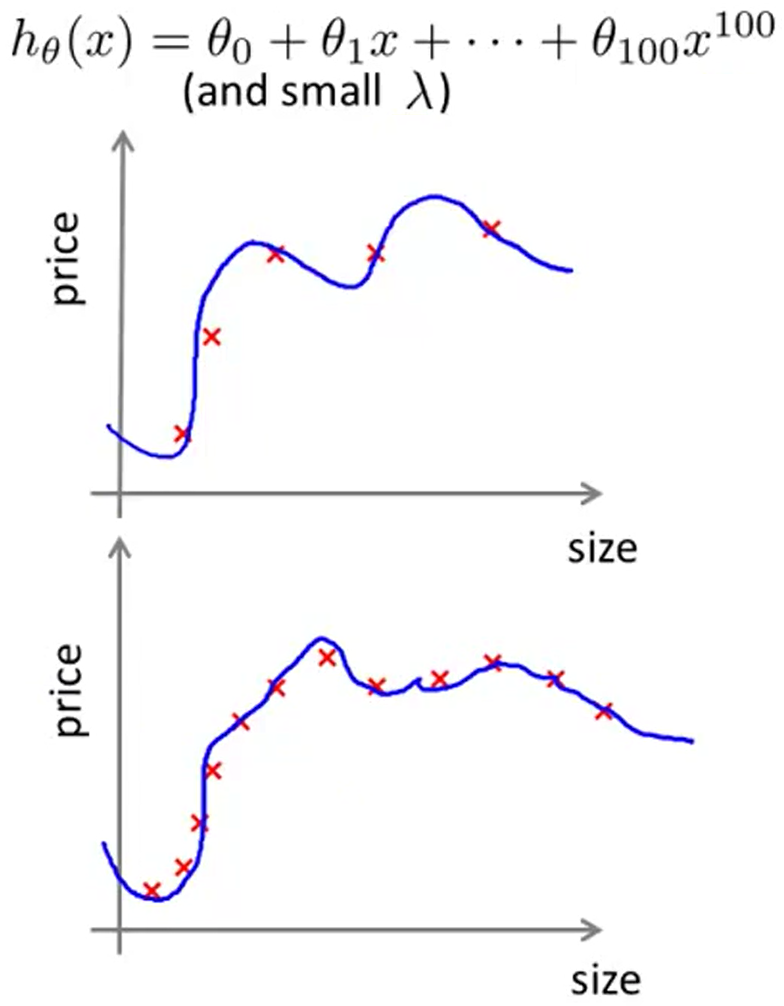 hθ(x) = θ0 + θ1x + ⋯ + θ100x^100
(and small λ)
price
size
price
size